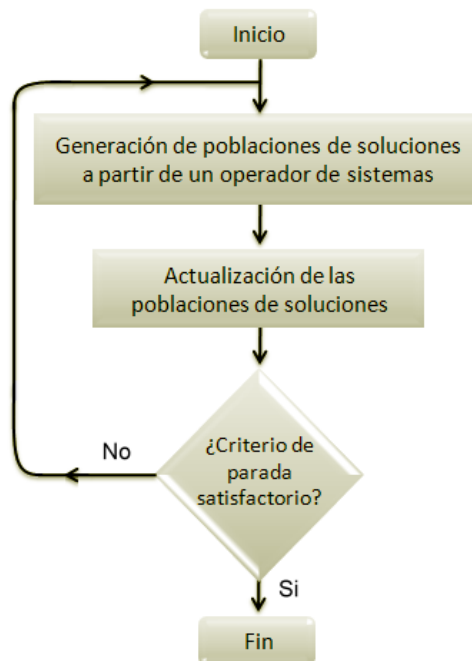 Inicio
Generación de poblaciones de soluciones
a partir de un operador de sistemas
Actualización de las
poblaciones de soluciones
¿Criterio de
parada
satisfactorio?
No
Si
Fin